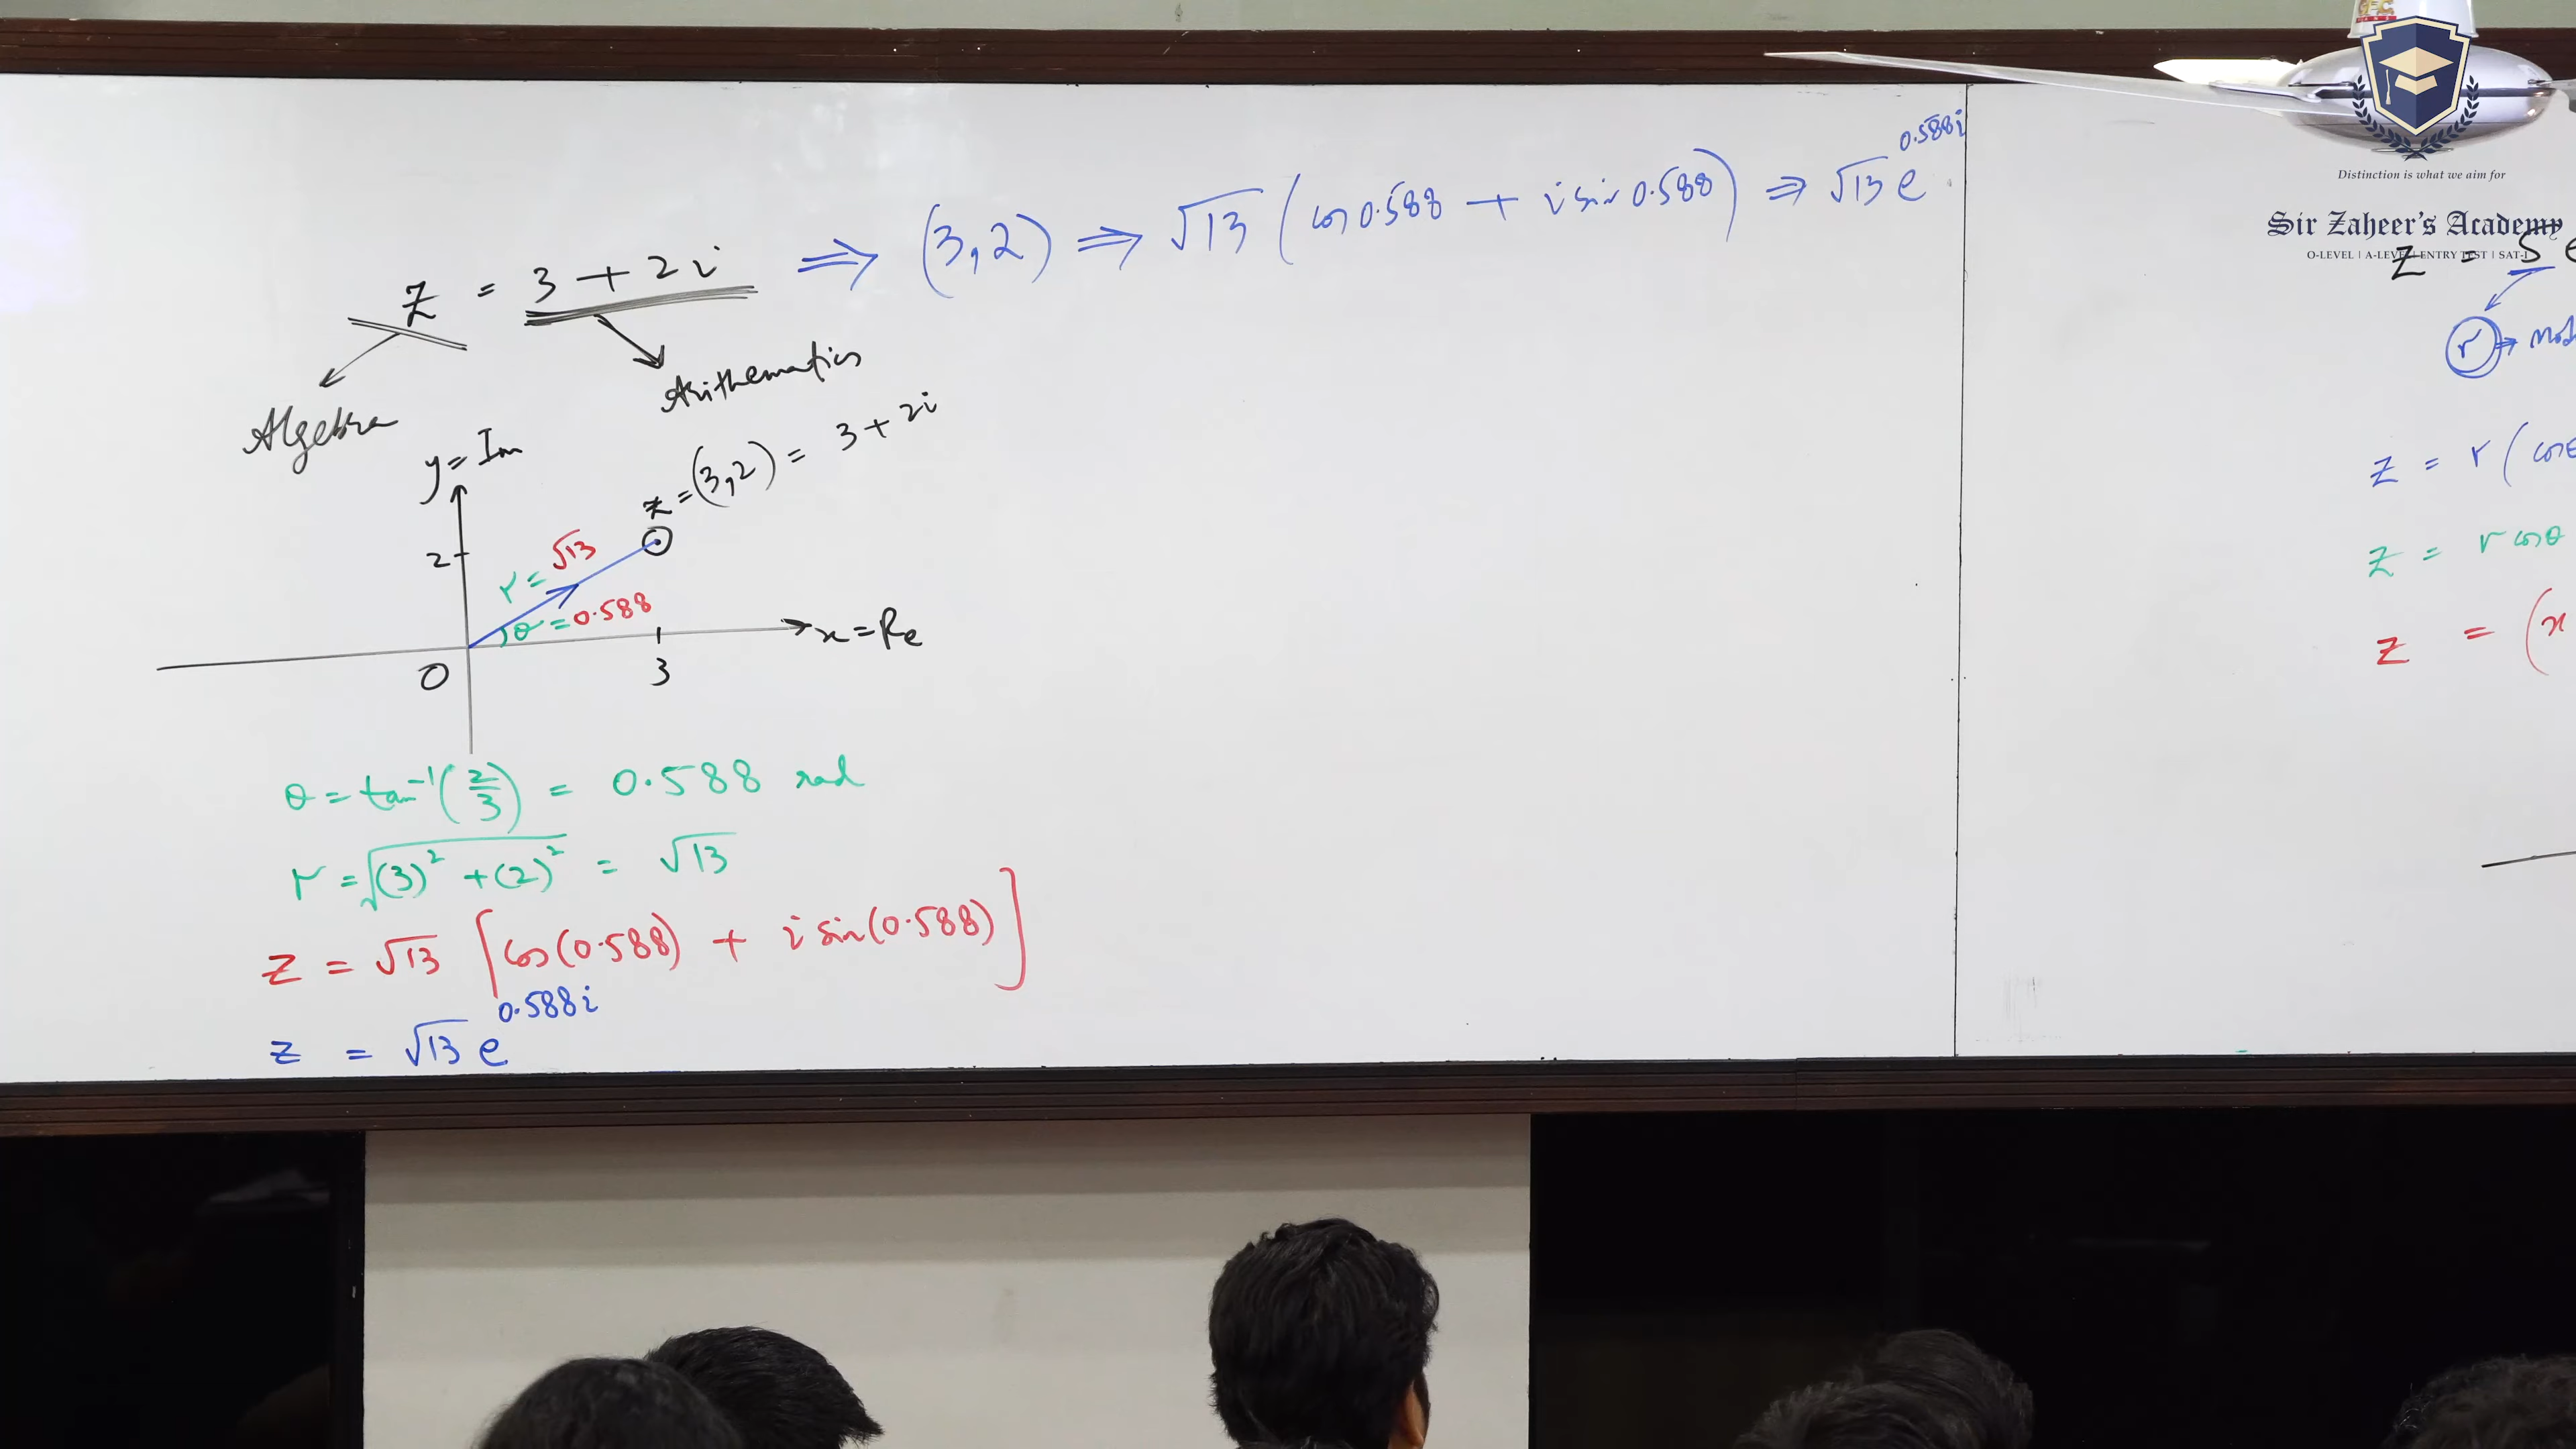 z = 3 + 2i ⟹ (3,2) ⟹ √13 (cos 0.588 + i sin 0.588) ⟹ √13 e^0.588i
Algebra
Arithematics
y = Im
z = (3,2) = 3 + 2i
2
r = √13
θ = 0.588
x = Re
O
3
θ = tan⁻¹(2/3) = 0.588 rad
r = √(3)² + (2)² = √13
z = √13 [cos(0.588) + i sin(0.588)]
z = √13 e^0.588i
Distinction is what we aim for
Sir Zaheer's Academy
O-LEVEL | A-LEVEL | ENTRY TEST | SAT-I
z = 5 e
r ⟹
z = r (cosθ
z = r cosθ
z = (x